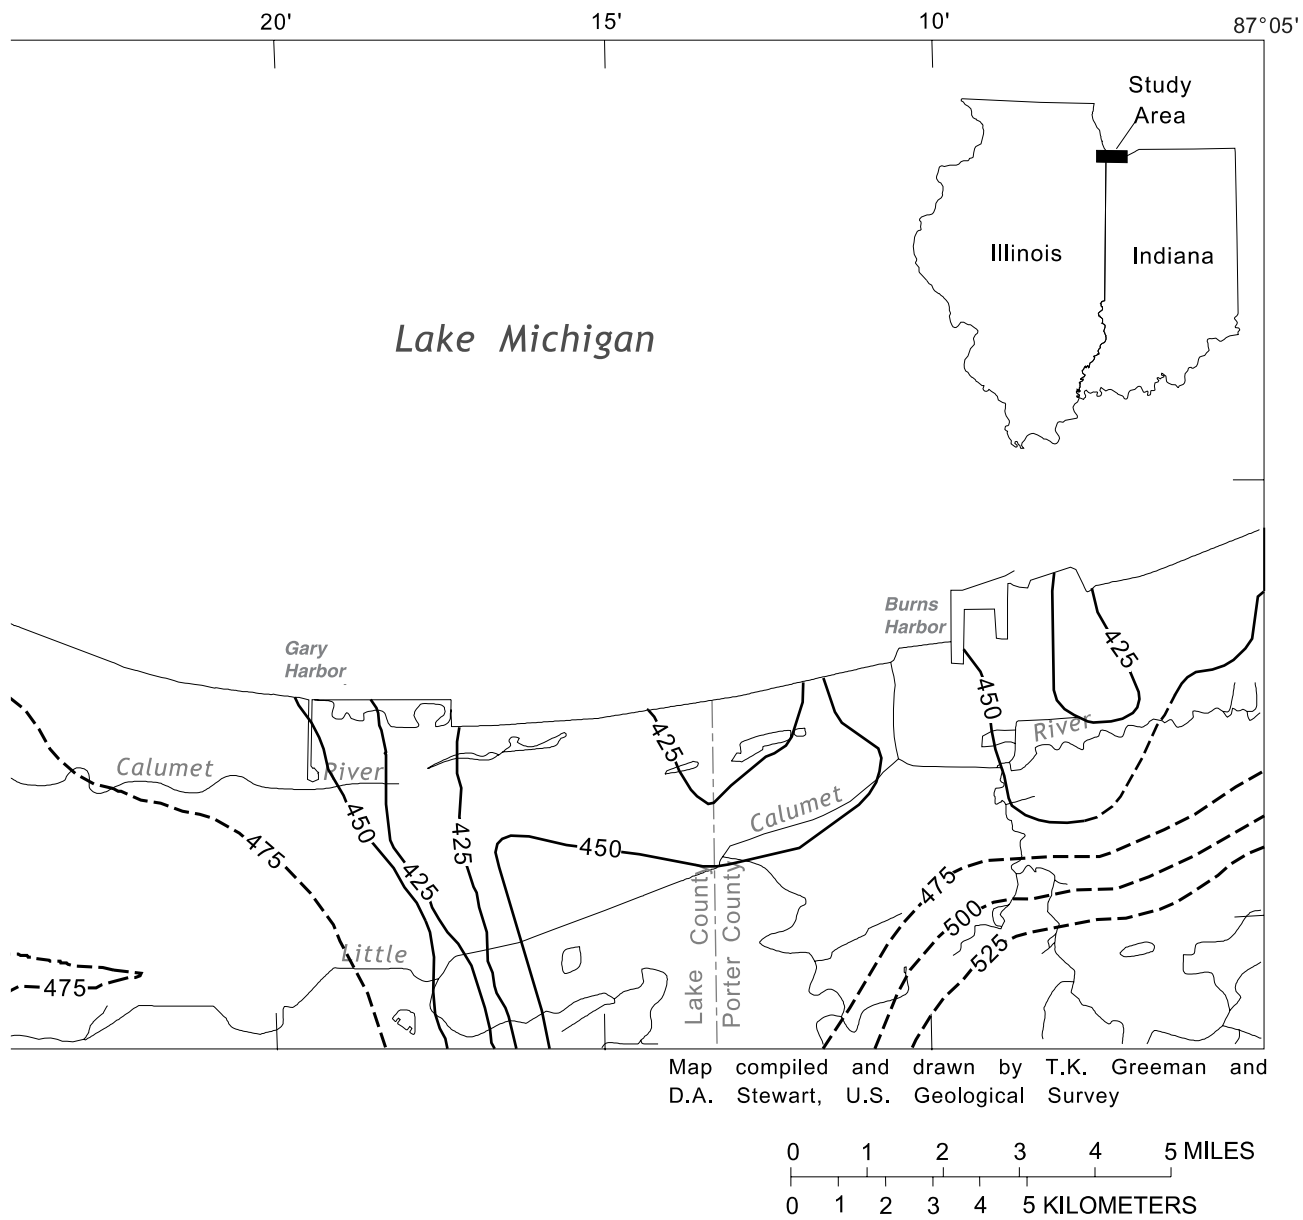 20' 15' 10' 87°05'
Study
Area
Illinois Indiana
Lake Michigan
Burns
Harbor
Gary
Harbor
425
450
425
River
Calumet River
Calumet
450
425
425
450
475
475
500
525
Little
475
Lake County
Porter County
Map compiled and drawn by T.K. Greeman and
D.A. Stewart, U.S. Geological Survey
0 1 2 3 4 5 MILES
0 1 2 3 4 5 KILOMETERS